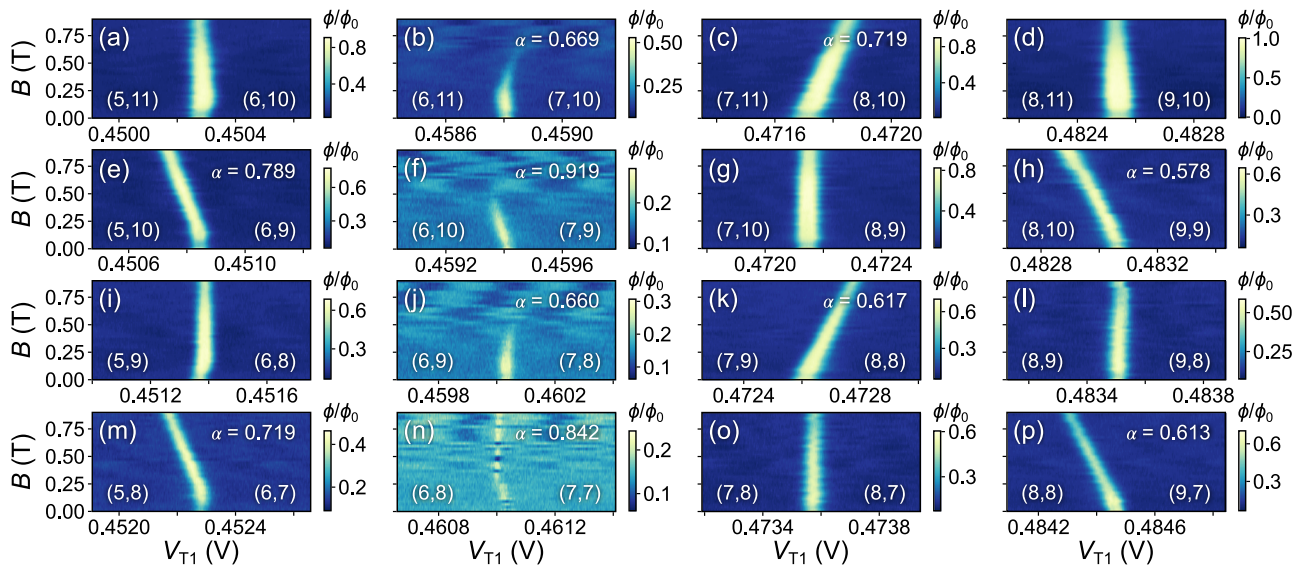 ϕ/ϕ0 ϕ/ϕ0 ϕ/ϕ0 ϕ/ϕ0
B (T) 0.75 0.50 0.25 0.00
(a) (5,11) (6,10) 0.8 0.4
(b) α = 0.669 (6,11) (7,10) 0.50 0.25
(c) α = 0.719 (7,11) (8,10) 0.8 0.4
(d) (8,11) (9,10) 1.0 0.5 0.0
0.4500 0.4504 0.4586 0.4590 0.4716 0.4720 0.4824 0.4828
ϕ/ϕ0 ϕ/ϕ0 ϕ/ϕ0 ϕ/ϕ0
B (T) 0.75 0.50 0.25 0.00
(e) α = 0.789 (5,10) (6,9) 0.6 0.3
(f) α = 0.919 (6,10) (7,9) 0.2 0.1
(g) (7,10) (8,9) 0.8 0.4
(h) α = 0.578 (8,10) (9,9) 0.6 0.3
0.4506 0.4510 0.4592 0.4596 0.4720 0.4724 0.4828 0.4832
ϕ/ϕ0 ϕ/ϕ0 ϕ/ϕ0 ϕ/ϕ0
B (T) 0.75 0.50 0.25 0.00
(i) (5,9) (6,8) 0.6 0.3
(j) α = 0.660 (6,9) (7,8) 0.3 0.2 0.1
(k) α = 0.617 (7,9) (8,8) 0.6 0.3
(l) (8,9) (9,8) 0.50 0.25
0.4512 0.4516 0.4598 0.4602 0.4724 0.4728 0.4834 0.4838
ϕ/ϕ0 ϕ/ϕ0 ϕ/ϕ0 ϕ/ϕ0
B (T) 0.75 0.50 0.25 0.00
(m) α = 0.719 (5,8) (6,7) 0.4 0.2
(n) α = 0.842 (6,8) (7,7) 0.2 0.1
(o) (7,8) (8,7) 0.6 0.3
(p) α = 0.613 (8,8) (9,7) 0.4 0.2
0.4520 0.4524 0.4608 0.4612 0.4734 0.4738 0.4842 0.4846
VT1 (V) VT1 (V) VT1 (V) VT1 (V)